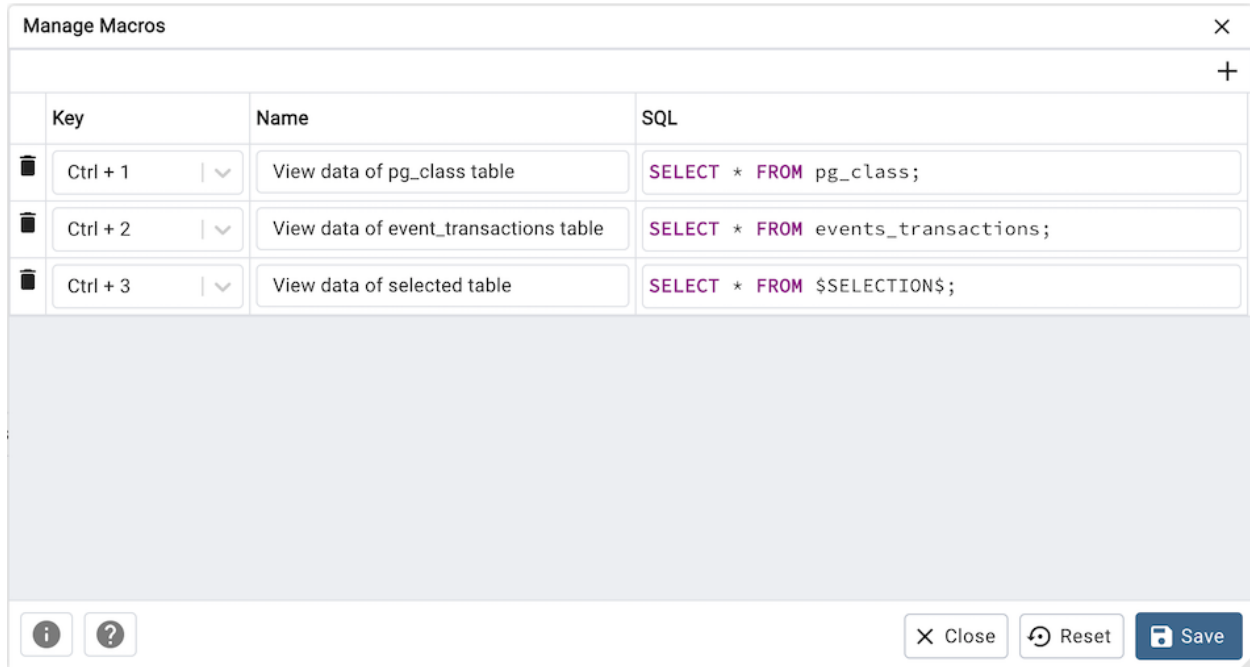 Manage Macros
Key Name SQL
Ctrl + 1 View data of pg_class table SELECT * FROM pg_class;
Ctrl + 2 View data of event_transactions table SELECT * FROM events_transactions;
Ctrl + 3 View data of selected table SELECT * FROM $SELECTION$;
Close Reset Save